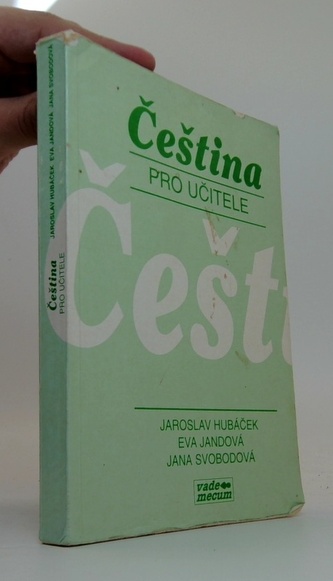 Čeština
PRO UČITELE
Češt
JAROSLAV HUBÁČEK
EVA JANDOVÁ
JANA SVOBODOVÁ
vade
mecum
Čeština
PRO UČITELE
JAROSLAV HUBÁČEK EVA JANDOVÁ JANA SVOBODOVÁ